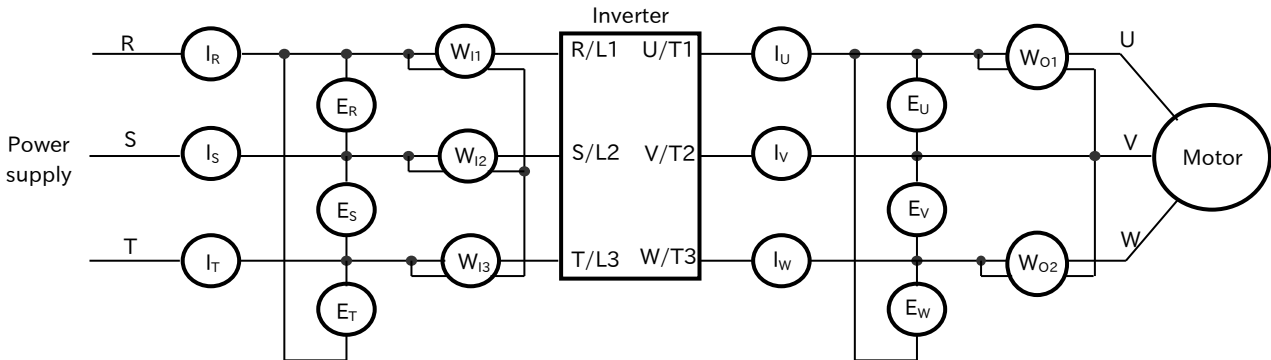 Inverter
R I_R W_I1 R/L1 U/T1 I_U W_O1 U
E_R E_U
Power supply
S I_S W_I2 S/L2 V/T2 I_V V Motor
E_S E_V
T I_T W_I3 T/L3 W/T3 I_W W_O2 W
E_T E_W